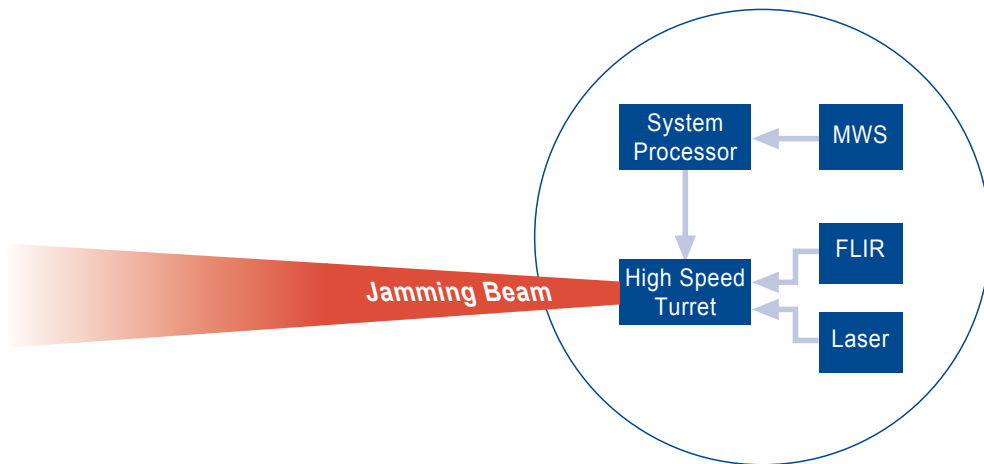 System
Processor
MWS
FLIR
High Speed
Turret
Jamming Beam
Laser